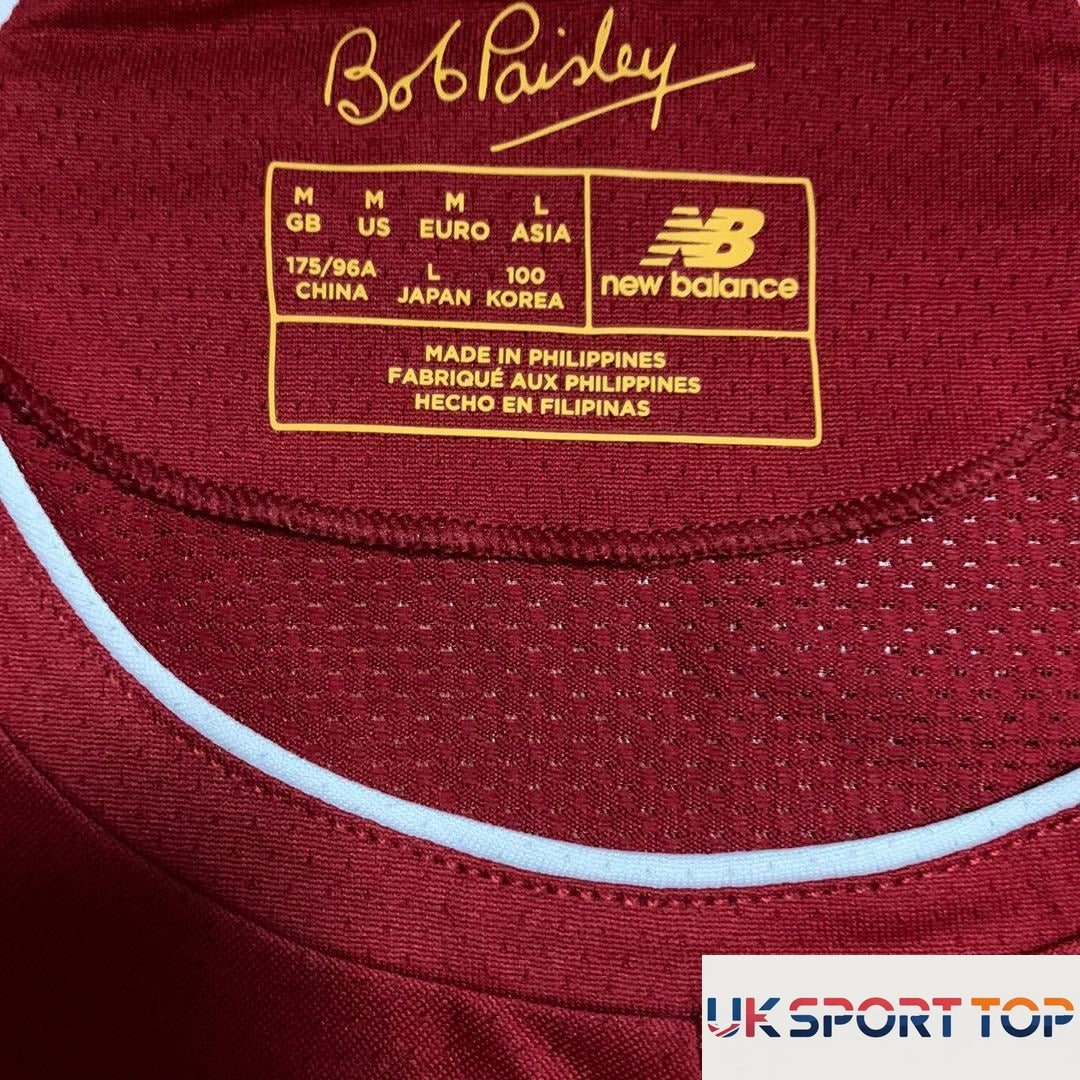 Bob Paisley
M M M L
GB US EURO ASIA
175/96A L 100
CHINA JAPAN KOREA
NB
new balance
MADE IN PHILIPPINES
FABRIQUÉ AUX PHILIPPINES
HECHO EN FILIPINAS
UK SPORT TOP